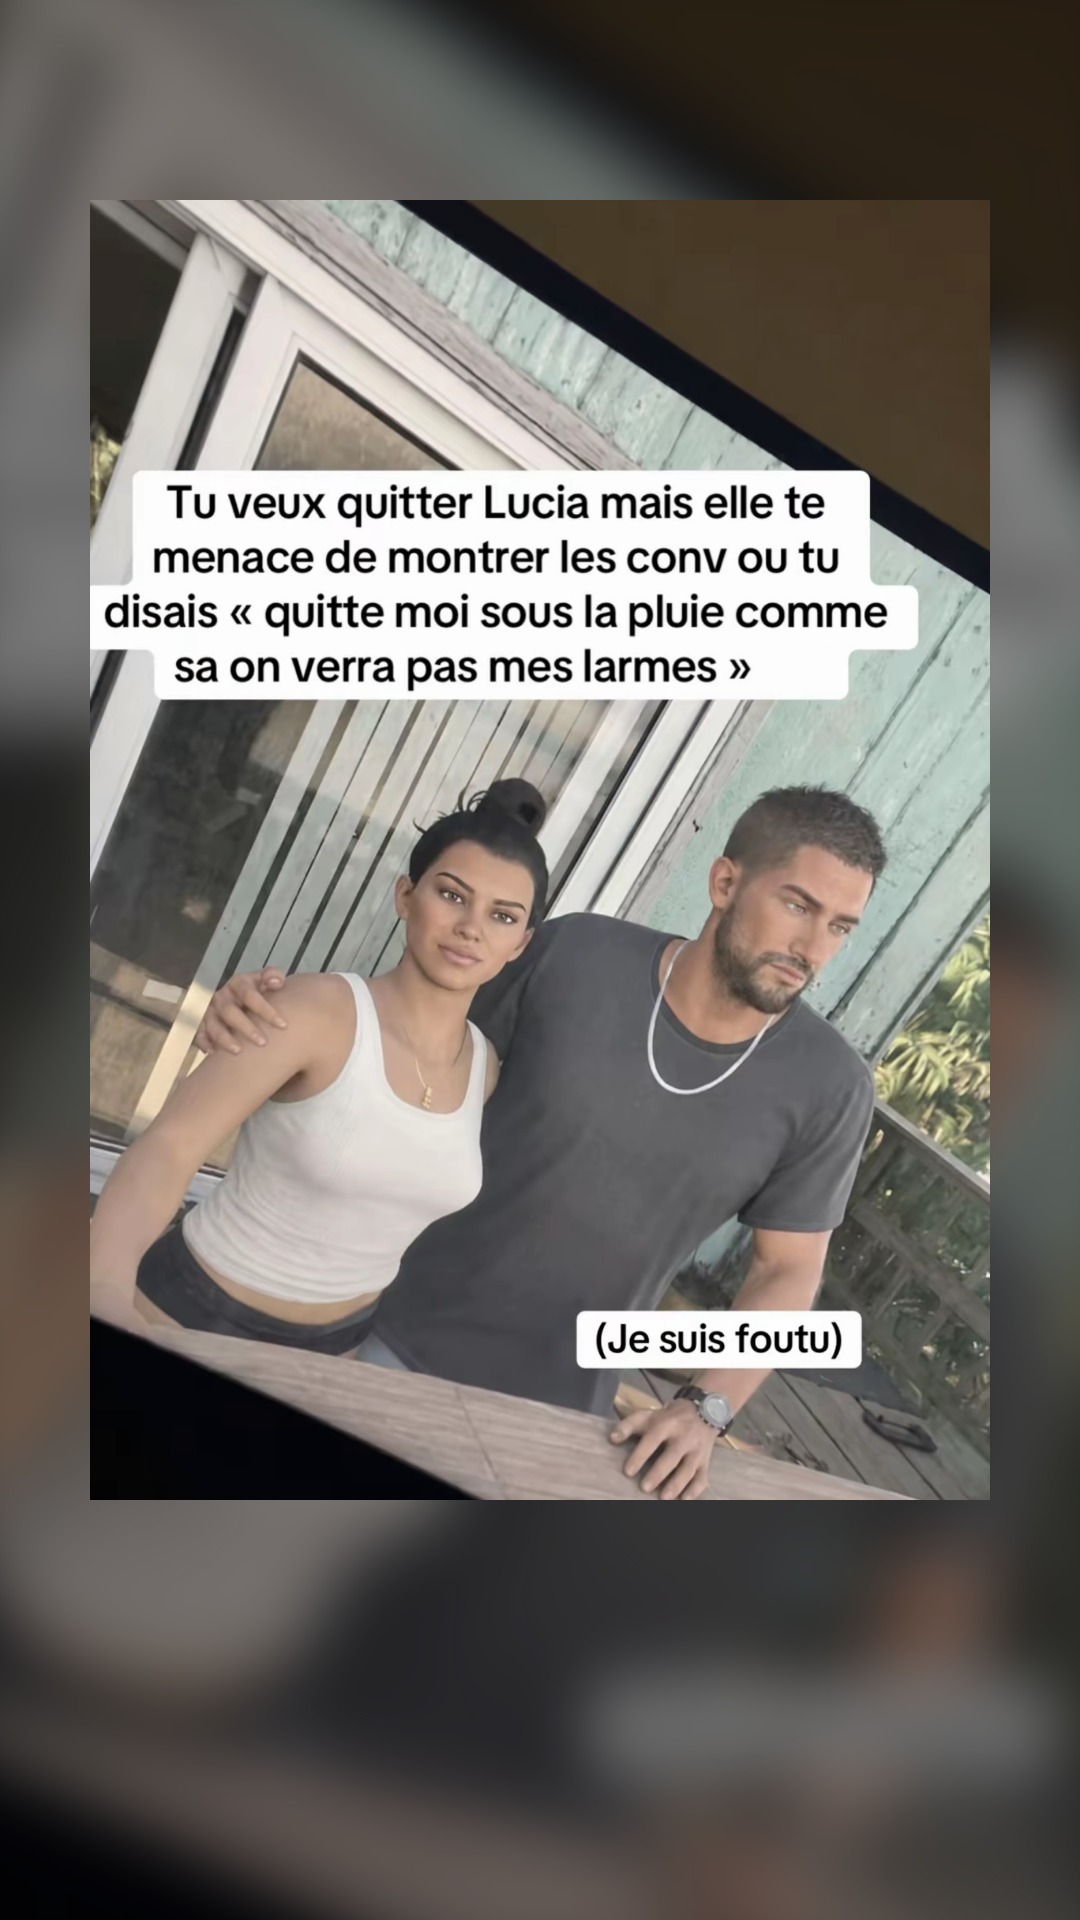 Tu veux quitter Lucia mais elle te
menace de montrer les conv ou tu
disais « quitte moi sous la pluie comme
sa on verra pas mes larmes »
(Je suis foutu)